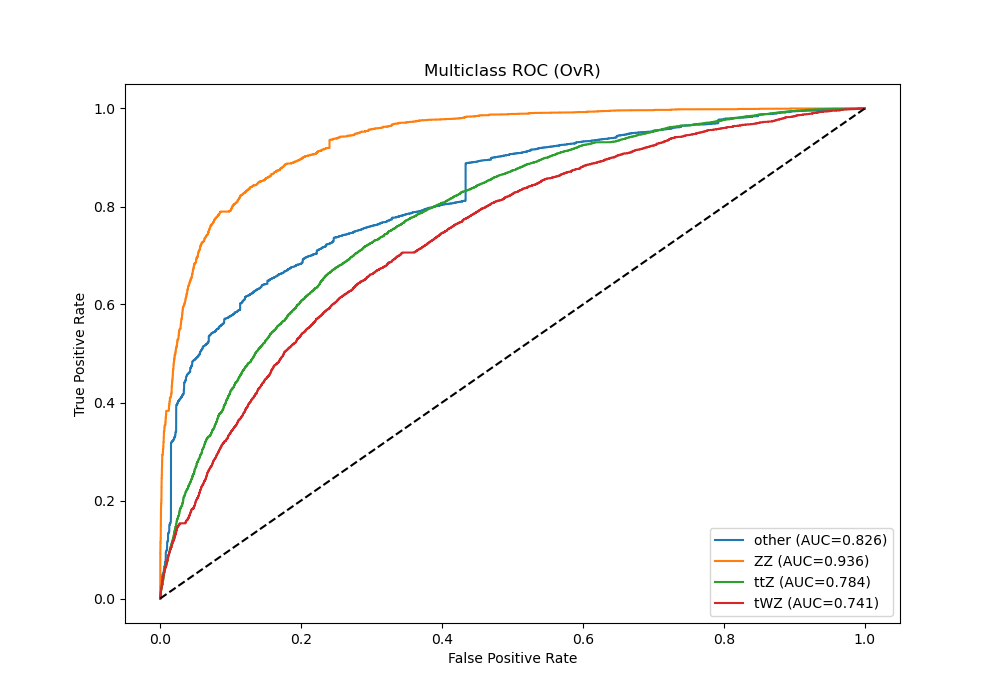 Multiclass ROC (OvR)
True Positive Rate
1.0
0.8
0.6
0.4
0.2
0.0
0.0 0.2 0.4 0.6 0.8 1.0
False Positive Rate
other (AUC=0.826)
ZZ (AUC=0.936)
ttZ (AUC=0.784)
tWZ (AUC=0.741)